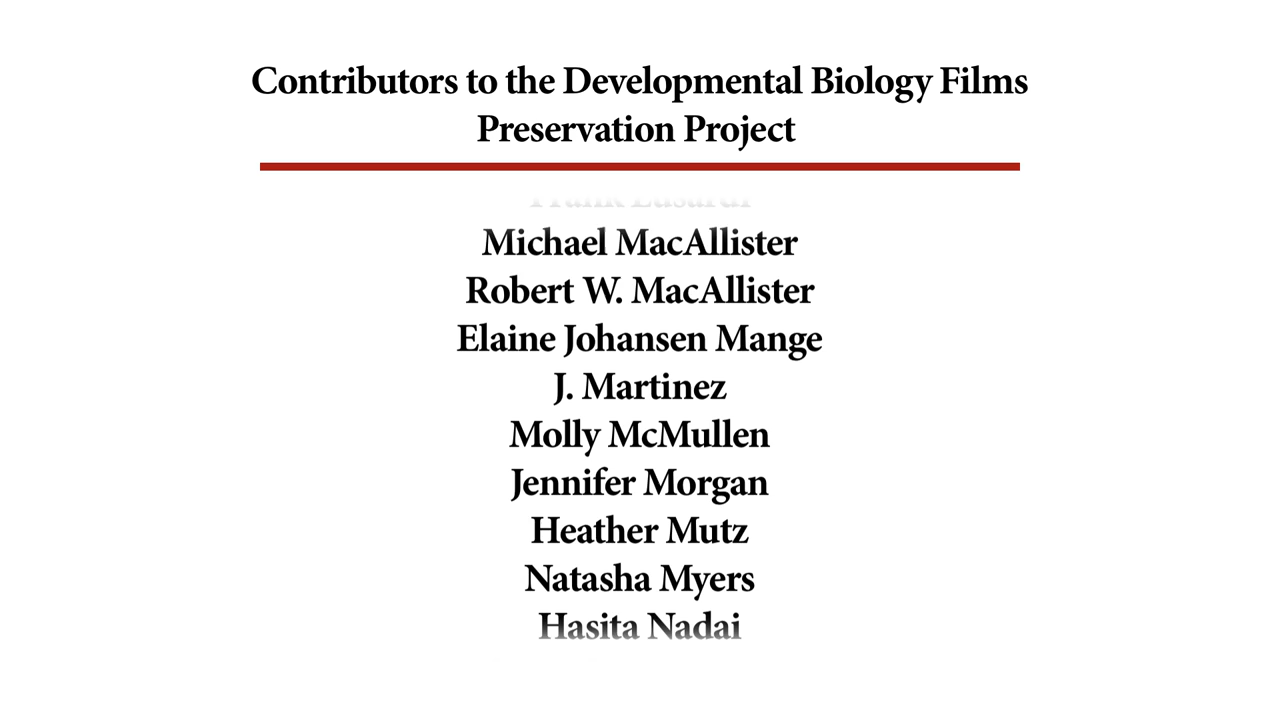 Contributors to the Developmental Biology Films
Preservation Project
Michael MacAllister
Robert W. MacAllister
Elaine Johansen Mange
J. Martinez
Molly McMullen
Jennifer Morgan
Heather Mutz
Natasha Myers
Hasita Nadai